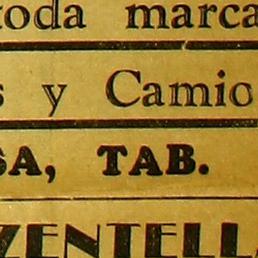 toda marca
s y Camio
SA, TAB.
ZENTELL